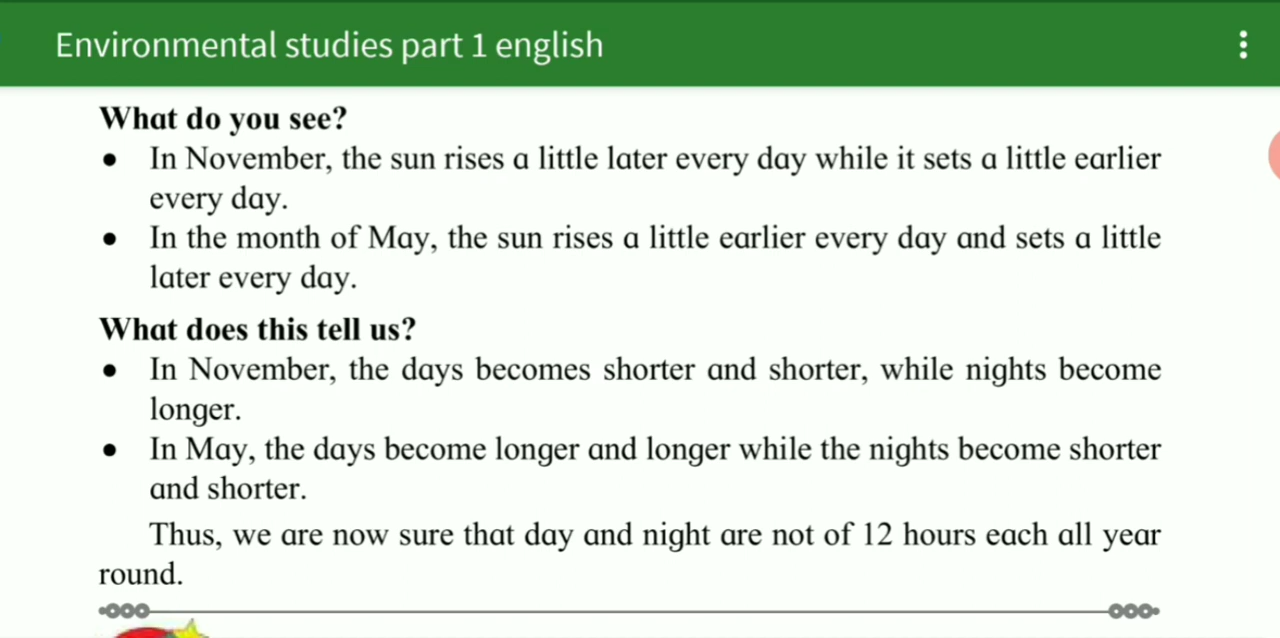 Environmental studies part 1 english
What do you see?
• In November, the sun rises a little later every day while it sets a little earlier
every day.
• In the month of May, the sun rises a little earlier every day and sets a little
later every day.
What does this tell us?
• In November, the days becomes shorter and shorter, while nights become
longer.
• In May, the days become longer and longer while the nights become shorter
and shorter.
Thus, we are now sure that day and night are not of 12 hours each all year
round.